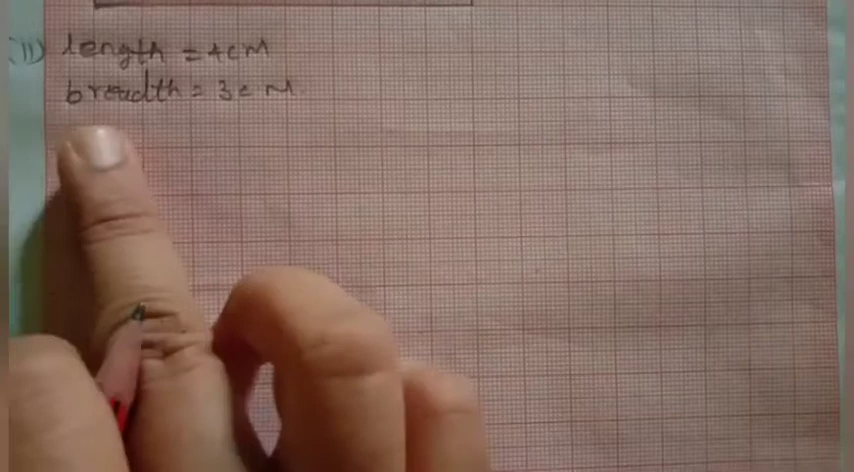 (ii) length = 4cm
breadth = 3cm.